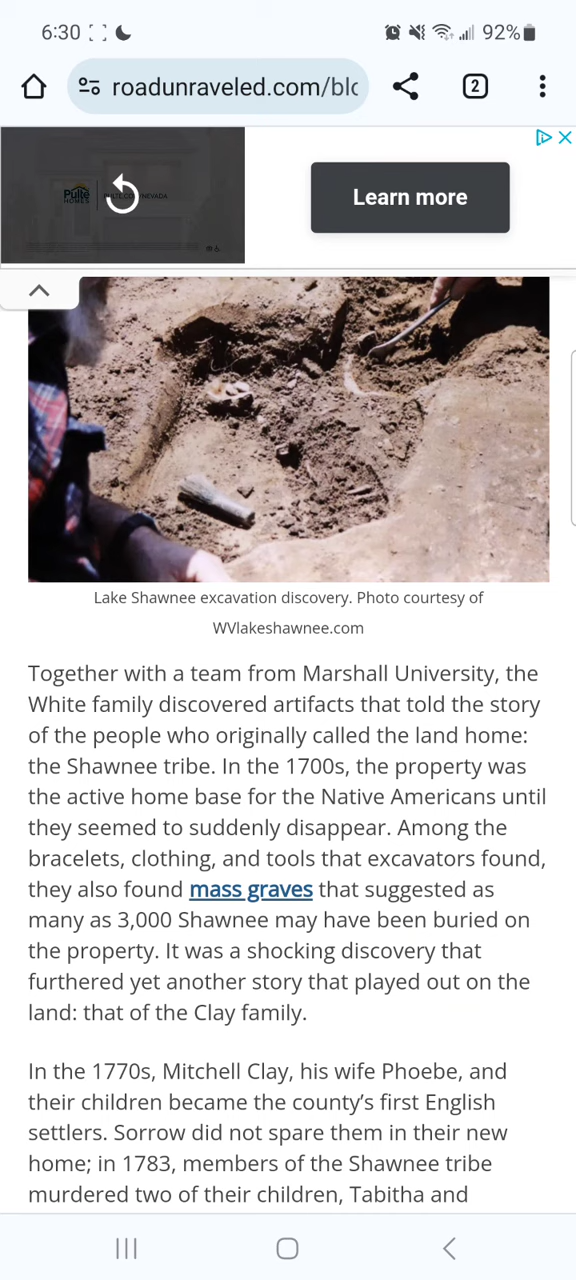 6:30
92%
roadunraveled.com/blc
2
Pulte
HOMES
Learn more
Lake Shawnee excavation discovery. Photo courtesy of
WVlakeshawnee.com
Together with a team from Marshall University, the
White family discovered artifacts that told the story
of the people who originally called the land home:
the Shawnee tribe. In the 1700s, the property was
the active home base for the Native Americans until
they seemed to suddenly disappear. Among the
bracelets, clothing, and tools that excavators found,
they also found mass graves that suggested as
many as 3,000 Shawnee may have been buried on
the property. It was a shocking discovery that
furthered yet another story that played out on the
land: that of the Clay family.
In the 1770s, Mitchell Clay, his wife Phoebe, and
their children became the county’s first English
settlers. Sorrow did not spare them in their new
home; in 1783, members of the Shawnee tribe
murdered two of their children, Tabitha and